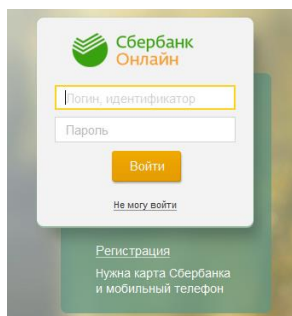 Сбербанк
Онлайн
Логин, идентификатор
Пароль
Войти
Не могу войти
Регистрация
Нужна карта Сбербанка
и мобильный телефон